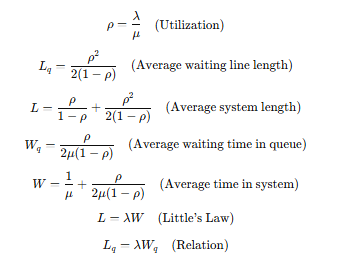 ρ = λ/μ (Utilization)
L_q = ρ²/2(1 − ρ) (Average waiting line length)
L = ρ/1 − ρ + ρ²/2(1 − ρ) (Average system length)
W_q = ρ/2μ(1 − ρ) (Average waiting time in queue)
W = 1/μ + ρ/2μ(1 − ρ) (Average time in system)
L = λW (Little's Law)
L_q = λW_q (Relation)